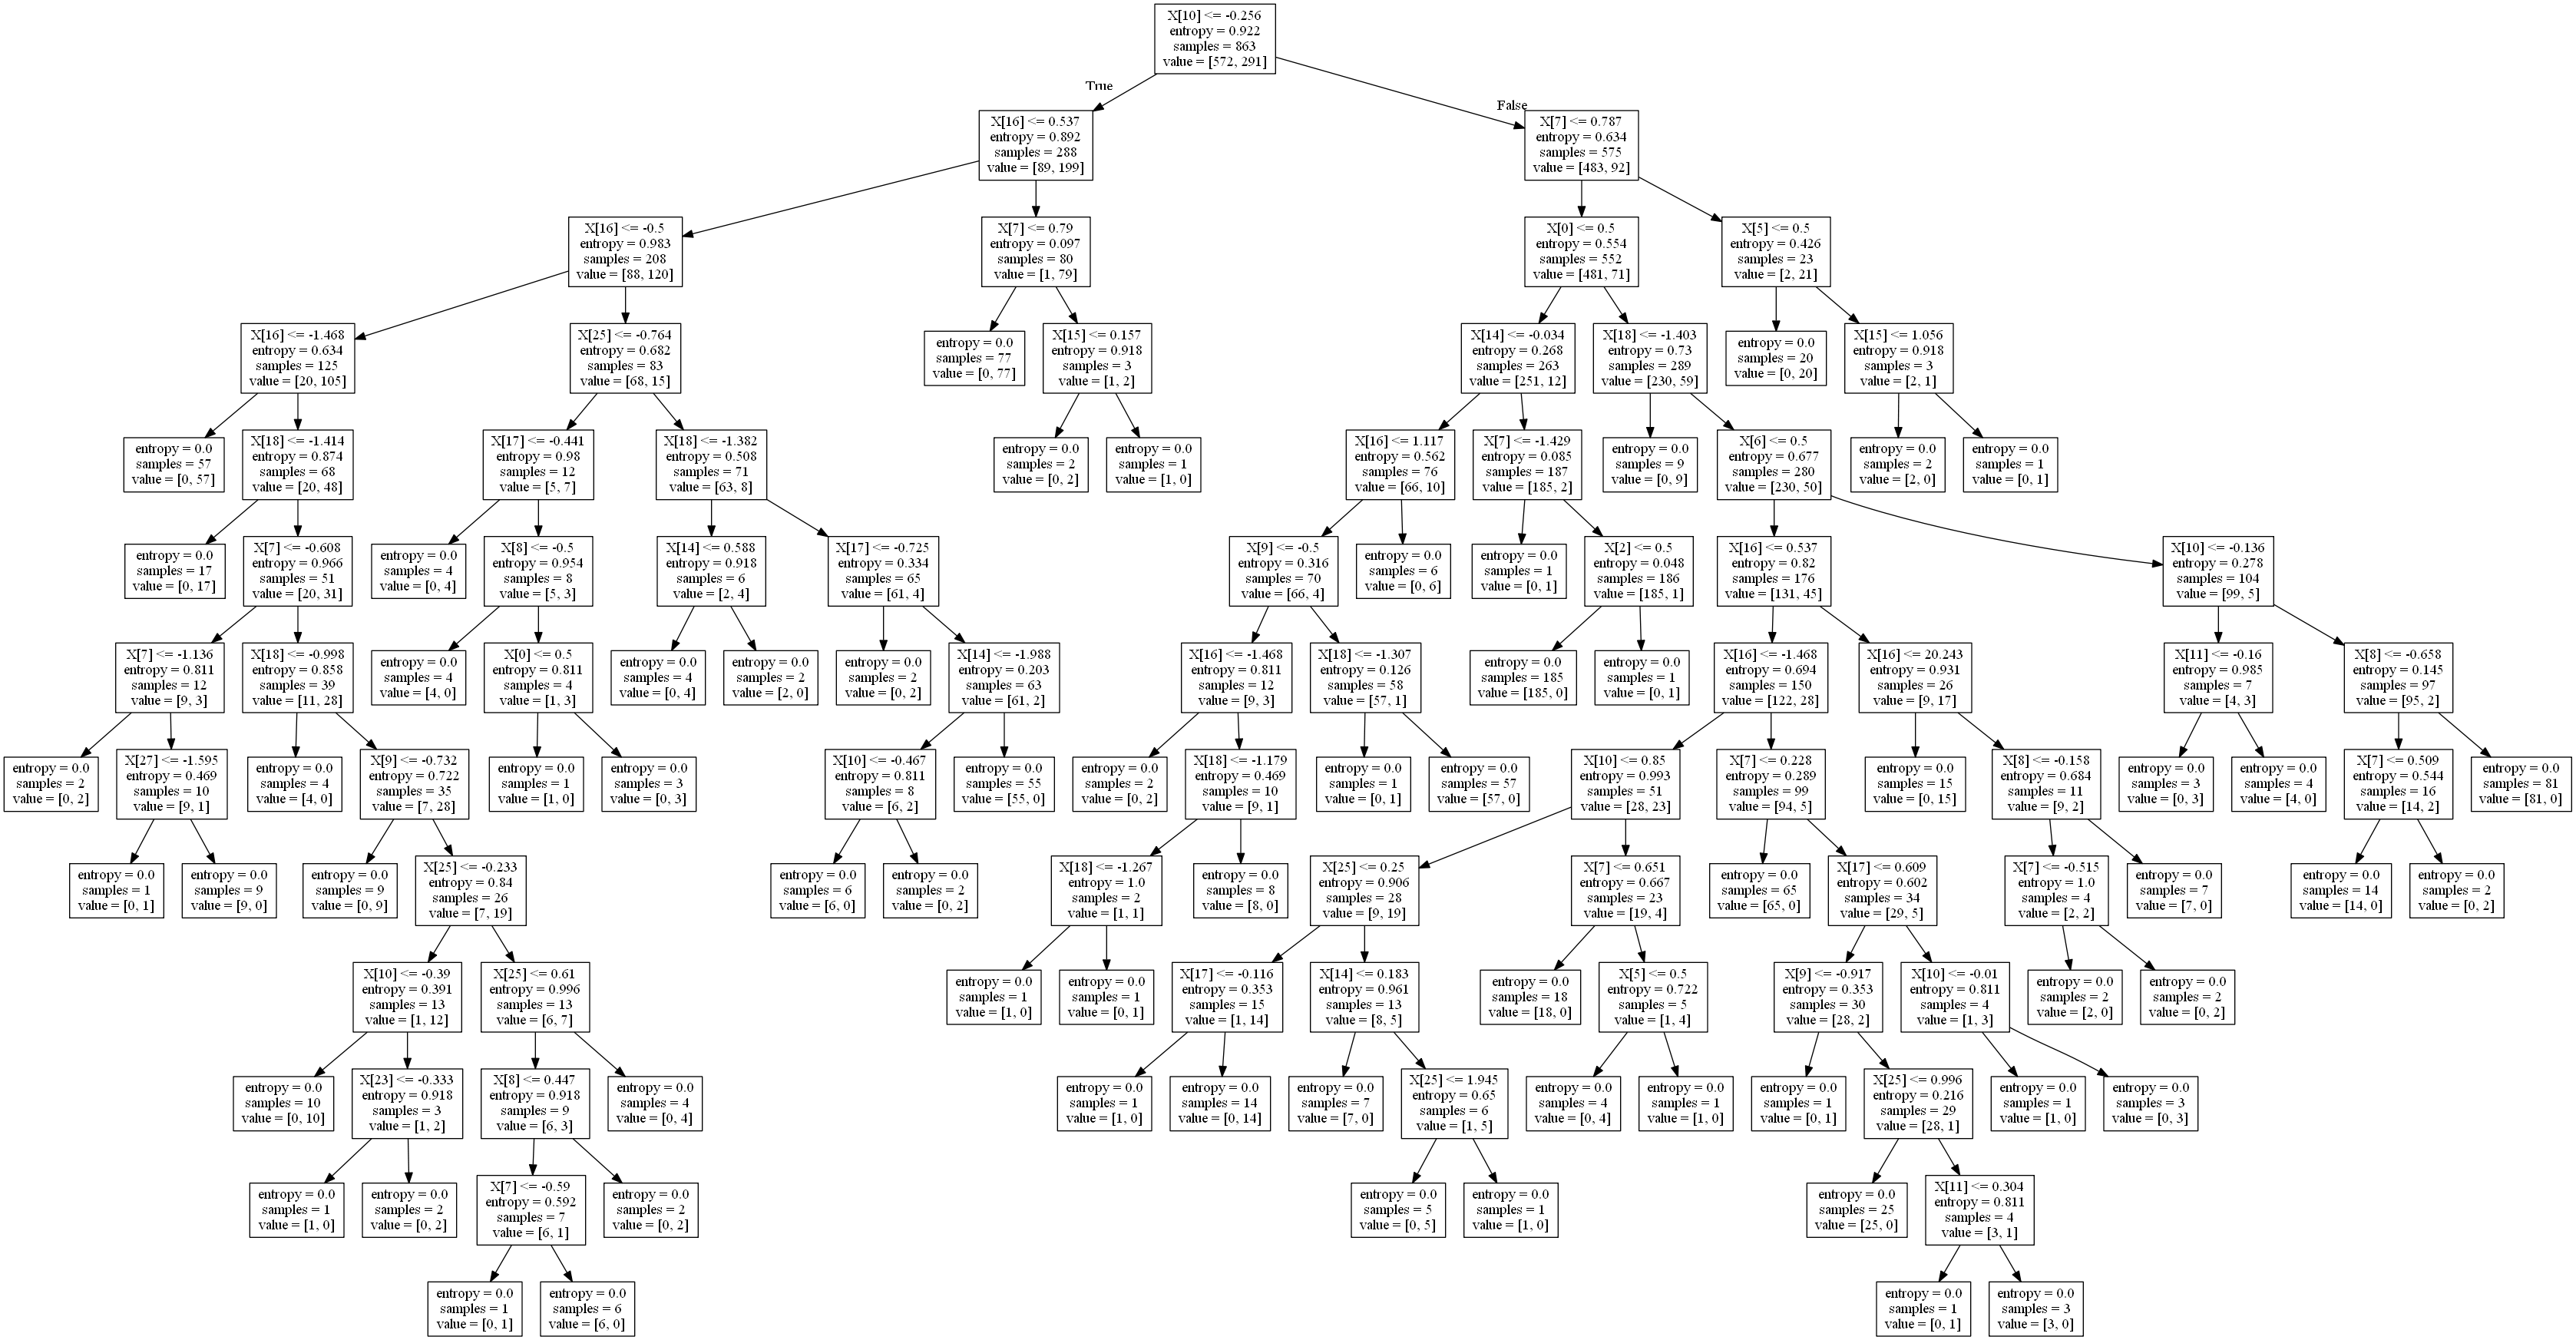 X[10] <= -0.256
entropy = 0.922
samples = 863
value = [572, 291]
True
False
X[16] <= 0.537
entropy = 0.892
samples = 288
value = [89, 199]
X[7] <= 0.787
entropy = 0.634
samples = 575
value = [483, 92]
X[16] <= -0.5
entropy = 0.983
samples = 208
value = [88, 120]
X[7] <= 0.79
entropy = 0.097
samples = 80
value = [1, 79]
X[0] <= 0.5
entropy = 0.554
samples = 552
value = [481, 71]
X[5] <= 0.5
entropy = 0.426
samples = 23
value = [2, 21]
X[16] <= -1.468
entropy = 0.634
samples = 125
value = [20, 105]
X[25] <= -0.764
entropy = 0.682
samples = 83
value = [68, 15]
entropy = 0.0
samples = 77
value = [0, 77]
X[15] <= 0.157
entropy = 0.918
samples = 3
value = [1, 2]
X[14] <= -0.034
entropy = 0.268
samples = 263
value = [251, 12]
X[18] <= -1.403
entropy = 0.73
samples = 289
value = [230, 59]
entropy = 0.0
samples = 20
value = [0, 20]
X[15] <= 1.056
entropy = 0.918
samples = 3
value = [2, 1]
entropy = 0.0
samples = 57
value = [0, 57]
X[18] <= -1.414
entropy = 0.874
samples = 68
value = [20, 48]
X[17] <= -0.441
entropy = 0.98
samples = 12
value = [5, 7]
X[18] <= -1.382
entropy = 0.508
samples = 71
value = [63, 8]
entropy = 0.0
samples = 2
value = [0, 2]
entropy = 0.0
samples = 1
value = [1, 0]
X[16] <= 1.117
entropy = 0.562
samples = 76
value = [66, 10]
X[7] <= -1.429
entropy = 0.085
samples = 187
value = [185, 2]
entropy = 0.0
samples = 9
value = [0, 9]
X[6] <= 0.5
entropy = 0.677
samples = 280
value = [230, 50]
entropy = 0.0
samples = 2
value = [2, 0]
entropy = 0.0
samples = 1
value = [0, 1]
entropy = 0.0
samples = 17
value = [0, 17]
X[7] <= -0.608
entropy = 0.966
samples = 51
value = [20, 31]
entropy = 0.0
samples = 4
value = [0, 4]
X[8] <= -0.5
entropy = 0.954
samples = 8
value = [5, 3]
X[14] <= 0.588
entropy = 0.918
samples = 6
value = [2, 4]
X[17] <= -0.725
entropy = 0.334
samples = 65
value = [61, 4]
X[9] <= -0.5
entropy = 0.316
samples = 70
value = [66, 4]
entropy = 0.0
samples = 6
value = [0, 6]
entropy = 0.0
samples = 1
value = [0, 1]
X[2] <= 0.5
entropy = 0.048
samples = 186
value = [185, 1]
X[16] <= 0.537
entropy = 0.82
samples = 176
value = [131, 45]
X[10] <= -0.136
entropy = 0.278
samples = 104
value = [99, 5]
X[7] <= -1.136
entropy = 0.811
samples = 12
value = [9, 3]
X[18] <= -0.998
entropy = 0.858
samples = 39
value = [11, 28]
entropy = 0.0
samples = 4
value = [4, 0]
X[0] <= 0.5
entropy = 0.811
samples = 4
value = [1, 3]
entropy = 0.0
samples = 4
value = [0, 4]
entropy = 0.0
samples = 2
value = [2, 0]
entropy = 0.0
samples = 2
value = [0, 2]
X[14] <= -1.988
entropy = 0.203
samples = 63
value = [61, 2]
X[16] <= -1.468
entropy = 0.811
samples = 12
value = [9, 3]
X[18] <= -1.307
entropy = 0.126
samples = 58
value = [57, 1]
entropy = 0.0
samples = 185
value = [185, 0]
entropy = 0.0
samples = 1
value = [0, 1]
X[16] <= -1.468
entropy = 0.694
samples = 150
value = [122, 28]
X[16] <= 20.243
entropy = 0.931
samples = 26
value = [9, 17]
X[11] <= -0.16
entropy = 0.985
samples = 7
value = [4, 3]
X[8] <= -0.658
entropy = 0.145
samples = 97
value = [95, 2]
entropy = 0.0
samples = 2
value = [0, 2]
X[27] <= -1.595
entropy = 0.469
samples = 10
value = [9, 1]
entropy = 0.0
samples = 4
value = [4, 0]
X[9] <= -0.732
entropy = 0.722
samples = 35
value = [7, 28]
entropy = 0.0
samples = 1
value = [1, 0]
entropy = 0.0
samples = 3
value = [0, 3]
X[10] <= -0.467
entropy = 0.811
samples = 8
value = [6, 2]
entropy = 0.0
samples = 55
value = [55, 0]
entropy = 0.0
samples = 2
value = [0, 2]
X[18] <= -1.179
entropy = 0.469
samples = 10
value = [9, 1]
entropy = 0.0
samples = 1
value = [0, 1]
entropy = 0.0
samples = 57
value = [57, 0]
X[10] <= 0.85
entropy = 0.993
samples = 51
value = [28, 23]
X[7] <= 0.228
entropy = 0.289
samples = 99
value = [94, 5]
entropy = 0.0
samples = 15
value = [0, 15]
X[8] <= -0.158
entropy = 0.684
samples = 11
value = [9, 2]
entropy = 0.0
samples = 3
value = [0, 3]
entropy = 0.0
samples = 4
value = [4, 0]
X[7] <= 0.509
entropy = 0.544
samples = 16
value = [14, 2]
entropy = 0.0
samples = 81
value = [81, 0]
entropy = 0.0
samples = 1
value = [0, 1]
entropy = 0.0
samples = 9
value = [9, 0]
entropy = 0.0
samples = 9
value = [0, 9]
X[25] <= -0.233
entropy = 0.84
samples = 26
value = [7, 19]
entropy = 0.0
samples = 6
value = [6, 0]
entropy = 0.0
samples = 2
value = [0, 2]
X[18] <= -1.267
entropy = 1.0
samples = 2
value = [1, 1]
entropy = 0.0
samples = 8
value = [8, 0]
X[25] <= 0.25
entropy = 0.906
samples = 28
value = [9, 19]
X[7] <= 0.651
entropy = 0.667
samples = 23
value = [19, 4]
entropy = 0.0
samples = 65
value = [65, 0]
X[17] <= 0.609
entropy = 0.602
samples = 34
value = [29, 5]
X[7] <= -0.515
entropy = 1.0
samples = 4
value = [2, 2]
entropy = 0.0
samples = 7
value = [7, 0]
entropy = 0.0
samples = 14
value = [14, 0]
entropy = 0.0
samples = 2
value = [0, 2]
X[10] <= -0.39
entropy = 0.391
samples = 13
value = [1, 12]
X[25] <= 0.61
entropy = 0.996
samples = 13
value = [6, 7]
entropy = 0.0
samples = 1
value = [1, 0]
entropy = 0.0
samples = 1
value = [0, 1]
X[17] <= -0.116
entropy = 0.353
samples = 15
value = [1, 14]
X[14] <= 0.183
entropy = 0.961
samples = 13
value = [8, 5]
entropy = 0.0
samples = 18
value = [18, 0]
X[5] <= 0.5
entropy = 0.722
samples = 5
value = [1, 4]
X[9] <= -0.917
entropy = 0.353
samples = 30
value = [28, 2]
X[10] <= -0.01
entropy = 0.811
samples = 4
value = [1, 3]
entropy = 0.0
samples = 2
value = [2, 0]
entropy = 0.0
samples = 2
value = [0, 2]
entropy = 0.0
samples = 10
value = [0, 10]
X[23] <= -0.333
entropy = 0.918
samples = 3
value = [1, 2]
X[8] <= 0.447
entropy = 0.918
samples = 9
value = [6, 3]
entropy = 0.0
samples = 4
value = [0, 4]
entropy = 0.0
samples = 1
value = [1, 0]
entropy = 0.0
samples = 14
value = [0, 14]
entropy = 0.0
samples = 7
value = [7, 0]
X[25] <= 1.945
entropy = 0.65
samples = 6
value = [1, 5]
entropy = 0.0
samples = 4
value = [0, 4]
entropy = 0.0
samples = 1
value = [1, 0]
entropy = 0.0
samples = 1
value = [0, 1]
X[25] <= 0.996
entropy = 0.216
samples = 29
value = [28, 1]
entropy = 0.0
samples = 1
value = [1, 0]
entropy = 0.0
samples = 3
value = [0, 3]
entropy = 0.0
samples = 1
value = [1, 0]
entropy = 0.0
samples = 2
value = [0, 2]
X[7] <= -0.59
entropy = 0.592
samples = 7
value = [6, 1]
entropy = 0.0
samples = 2
value = [0, 2]
entropy = 0.0
samples = 5
value = [0, 5]
entropy = 0.0
samples = 1
value = [1, 0]
entropy = 0.0
samples = 25
value = [25, 0]
X[11] <= 0.304
entropy = 0.811
samples = 4
value = [3, 1]
entropy = 0.0
samples = 1
value = [0, 1]
entropy = 0.0
samples = 6
value = [6, 0]
entropy = 0.0
samples = 1
value = [0, 1]
entropy = 0.0
samples = 3
value = [3, 0]